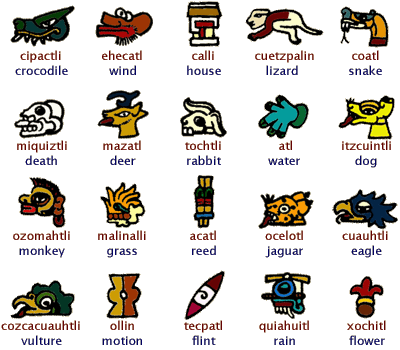 cipactli ehecatl calli cuetzpalin coatl
crocodile wind house lizard snake
miquiztli mazatl tochtli atl itzcuintli
death deer rabbit water dog
ozomahtli malinalli acatl ocelotl cuauhtli
monkey grass reed jaguar eagle
cozcacuauhtli ollin tecpatl quiahuitl xochitl
vulture motion flint rain flower